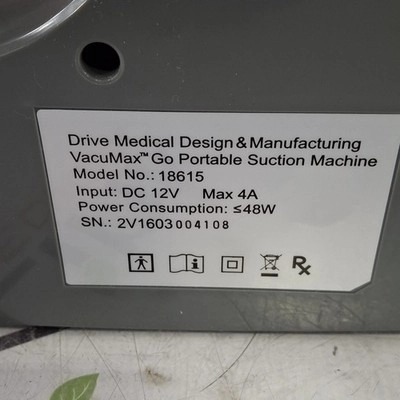 Drive Medical Design & Manufacturing
VacuMax™ Go Portable Suction Machine
Model No.: 18615
Input: DC 12V Max 4A
Power Consumption: ≤48W
SN.: 2V1603004108
Rx